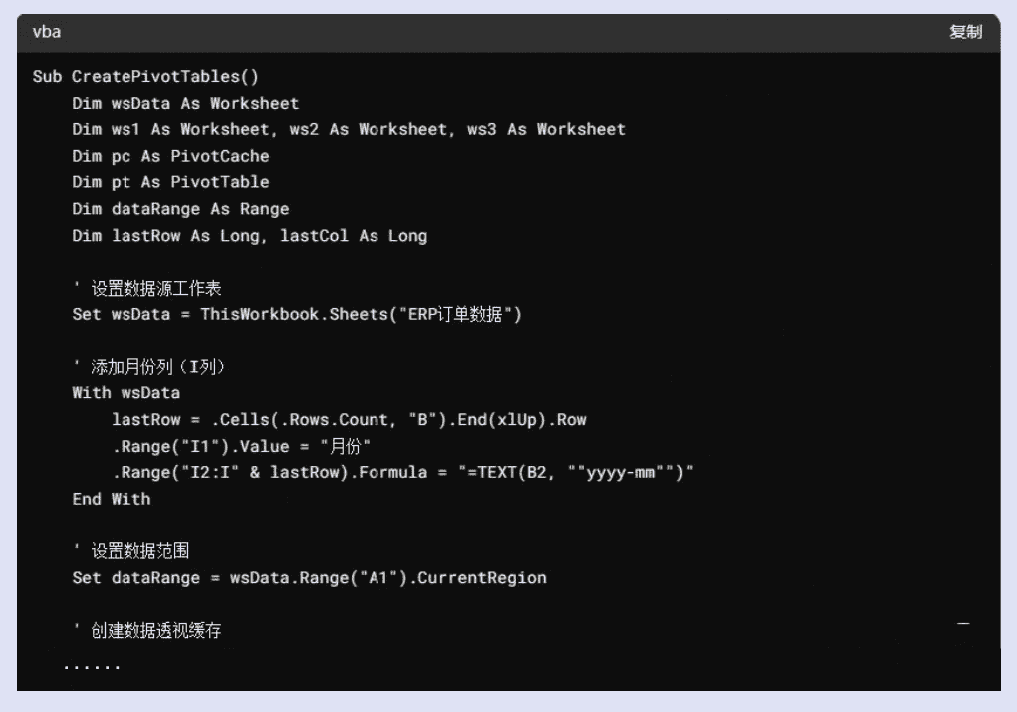 vba
复制
Sub CreatePivotTables()
    Dim wsData As Worksheet
    Dim ws1 As Worksheet, ws2 As Worksheet, ws3 As Worksheet
    Dim pc As PivotCache
    Dim pt As PivotTable
    Dim dataRange As Range
    Dim lastRow As Long, lastCol As Long
    ' 设置数据源工作表
    Set wsData = ThisWorkbook.Sheets("ERP订单数据")
    ' 添加月份列（I列）
    With wsData
        lastRow = .Cells(.Rows.Count, "B").End(xlUp).Row
        .Range("I1").Value = "月份"
        .Range("I2:I" & lastRow).Formula = "=TEXT(B2, ""yyyy-mm"")"
    End With
    ' 设置数据范围
    Set dataRange = wsData.Range("A1").CurrentRegion
    ' 创建数据透视缓存
    ......